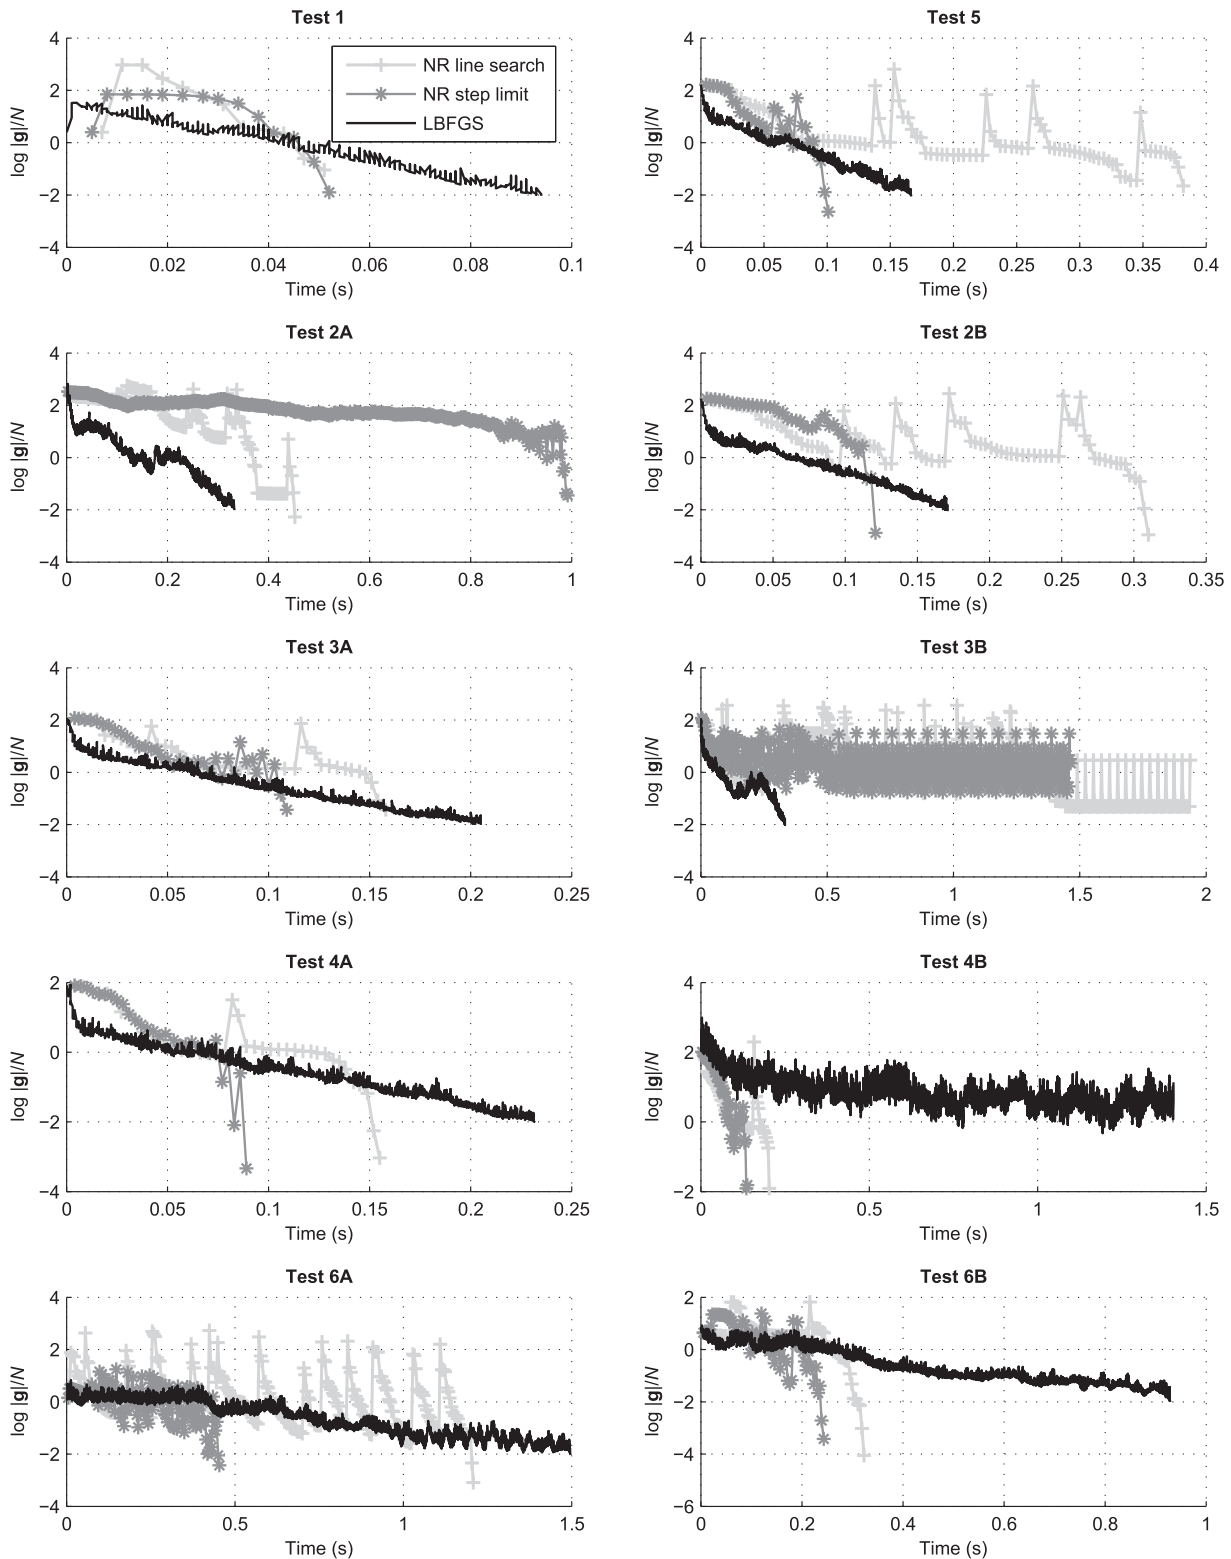 Test 1
4
2
0
−2
−4
log |g|/N
NR line search
NR step limit
LBFGS
0 0.02 0.04 0.06 0.08 0.1
Time (s)
Test 5
4
2
0
−2
−4
log |g|/N
0 0.05 0.1 0.15 0.2 0.25 0.3 0.35 0.4
Time (s)
Test 2A
4
2
0
−2
−4
log |g|/N
0 0.2 0.4 0.6 0.8 1
Time (s)
Test 2B
4
2
0
−2
−4
log |g|/N
0 0.05 0.1 0.15 0.2 0.25 0.3 0.35
Time (s)
Test 3A
4
2
0
−2
−4
log |g|/N
0 0.05 0.1 0.15 0.2 0.25
Time (s)
Test 3B
4
2
0
−2
−4
log |g|/N
0 0.5 1 1.5 2
Time (s)
Test 4A
2
0
−2
−4
log |g|/N
0 0.05 0.1 0.15 0.2 0.25
Time (s)
Test 4B
4
2
0
−2
log |g|/N
0 0.5 1 1.5
Time (s)
Test 6A
4
2
0
−2
−4
log |g|/N
0 0.5 1 1.5
Time (s)
Test 6B
2
0
−2
−4
−6
log |g|/N
0 0.2 0.4 0.6 0.8 1
Time (s)